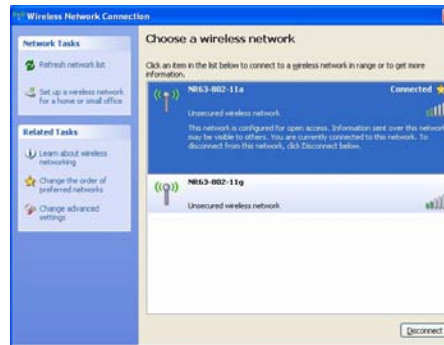 Wireless Network Connection
Network Tasks
Refresh network list
Set up a wireless network
for a home or small office
Related Tasks
Learn about wireless
networking
Change the order of
preferred networks
Change advanced
settings
Choose a wireless network
Click an item in the list below to connect to a wireless network in range or to get more
information.
NR63-802-11a Connected
Unsecured wireless network
This network is configured for open access. Information sent over this network
may be visible to others. You are currently connected to this network. To
disconnect from this network, click Disconnect below.
NR63-802-11g
Unsecured wireless network
Disconnect